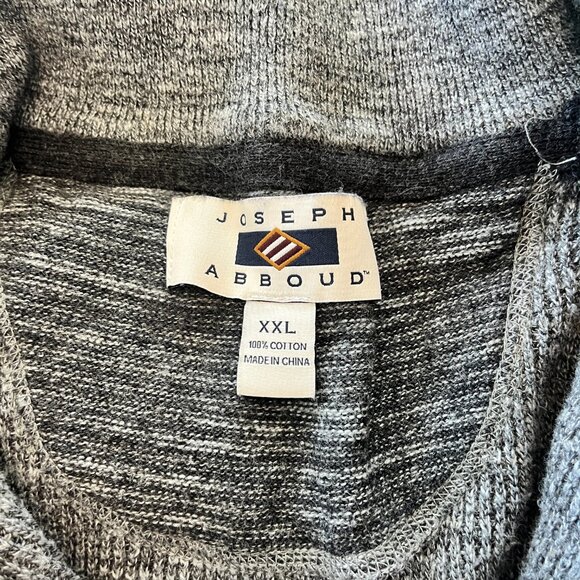 JOSEPH
ABBOUD™
XXL
100% COTTON
MADE IN CHINA